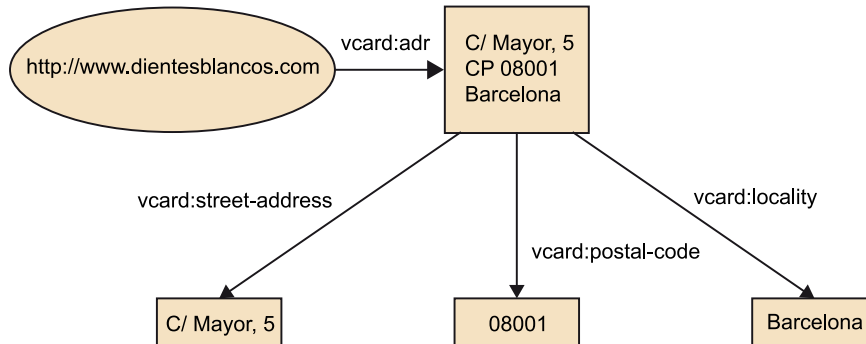 vcard:adr
http://www.dientesblancos.com
C/ Mayor, 5
CP 08001
Barcelona
vcard:street-address
vcard:locality
vcard:postal-code
C/ Mayor, 5
08001
Barcelona